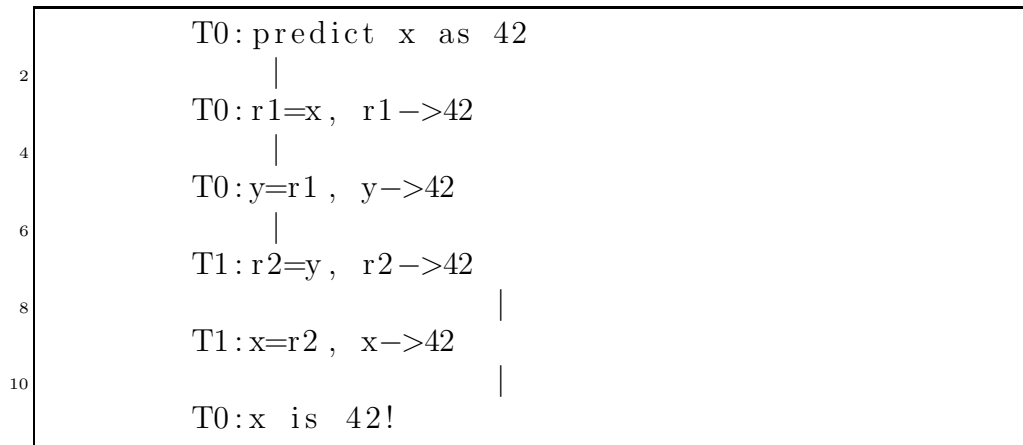 T0:predict x as 42
2 |
T0:r1=x, r1->42
4 |
T0:y=r1, y->42
6 |
T1:r2=y, r2->42
8 |
T1:x=r2, x->42
10 |
T0:x is 42!